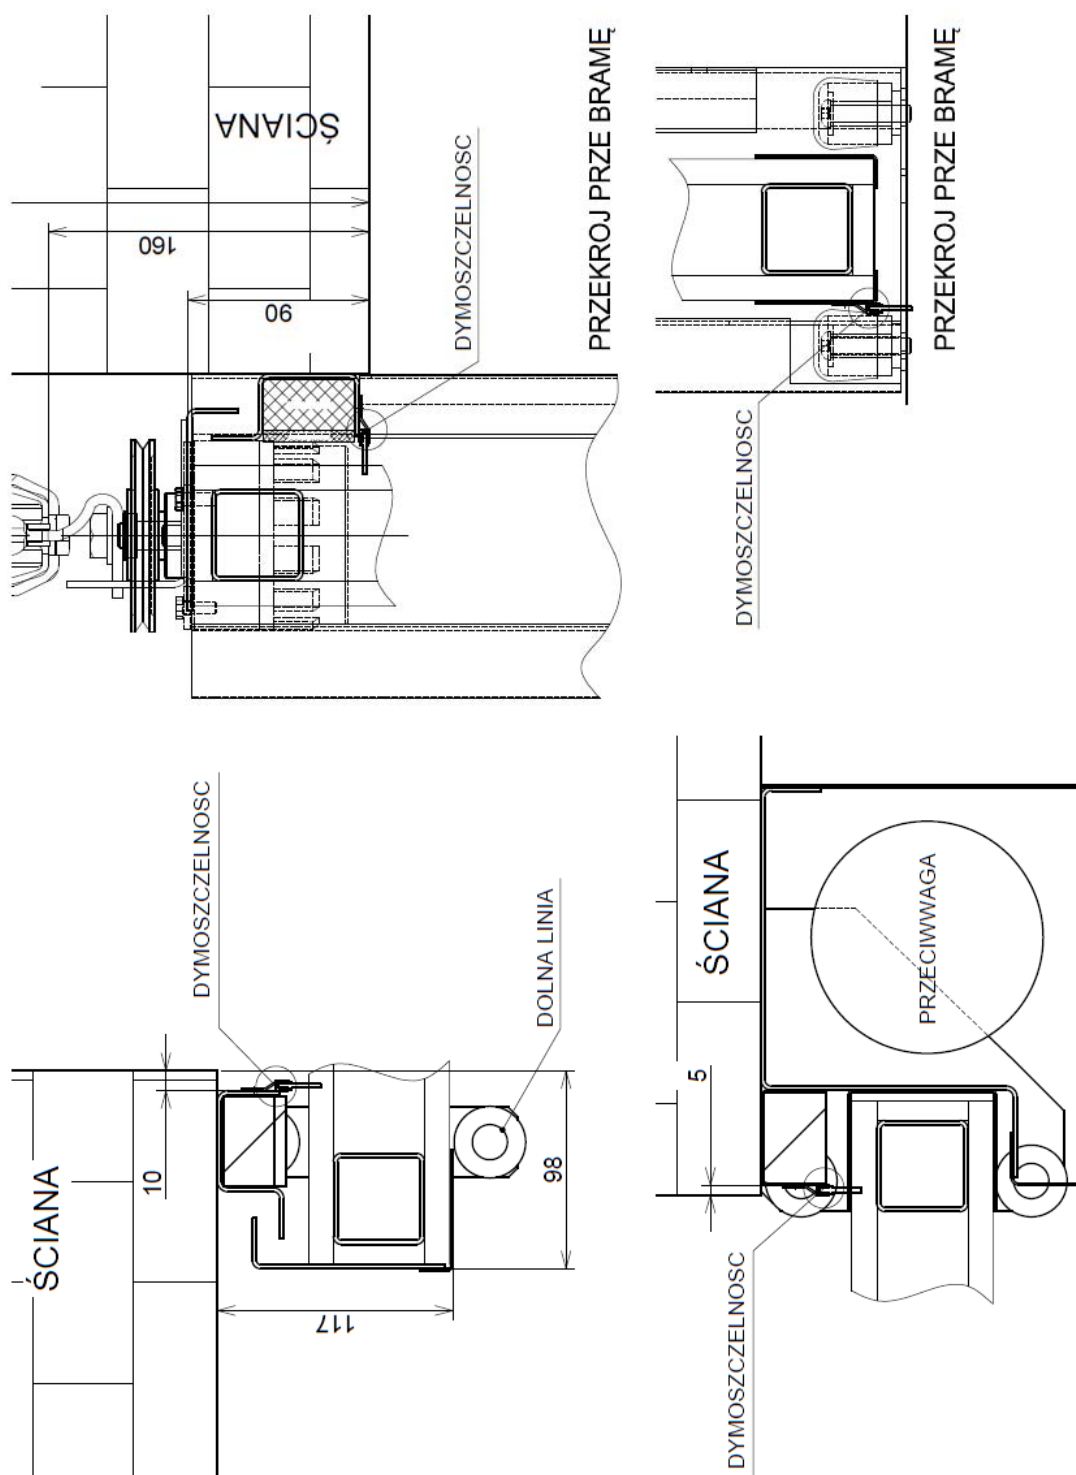 ŚCIANA
160
90
DYMOSZCZELNOSC
PRZEKROJ PRZE BRAMĘ
DYMOSZCZELNOSC
PRZEKROJ PRZE BRAMĘ
ŚCIANA
10
117
98
DYMOSZCZELNOSC
DOLNA LINIA
ŚCIANA
5
PRZECIWWAGA
DYMOSZCZELNOSC